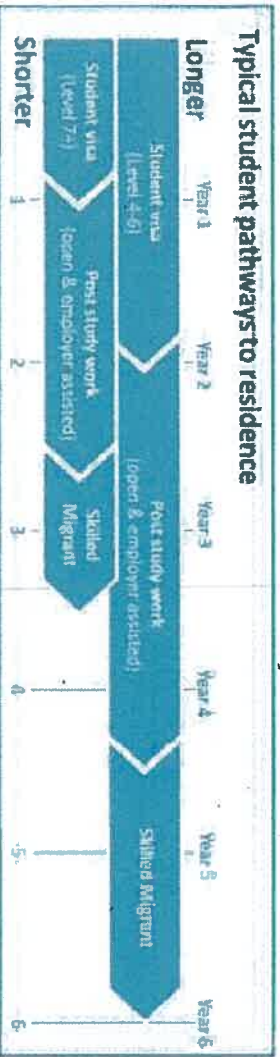 Typical student pathways to residence
Longer
Year 1
Year 2
Year 3
Year 4
Year 5
Year 6
Student visa
(Level 4-6)
Post study work
(open & employer assisted)
Skilled Migrant
Student visa
(Level 7+)
Post study work
(open & employer assisted)
Skilled
Migrant
Shorter
1
2
3
4
5
6